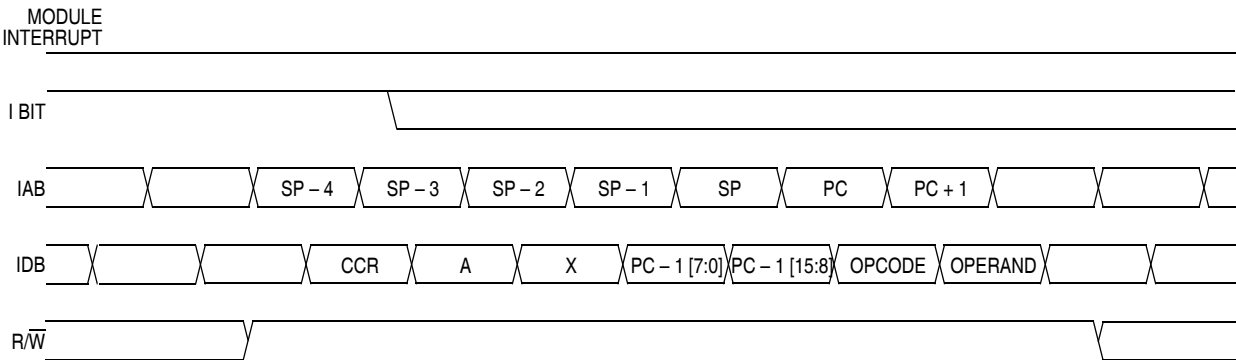 MODULE
INTERRUPT
I BIT
IAB SP – 4 SP – 3 SP – 2 SP – 1 SP PC PC + 1
IDB CCR A X PC – 1 [7:0] PC – 1 [15:8] OPCODE OPERAND
R/W̅